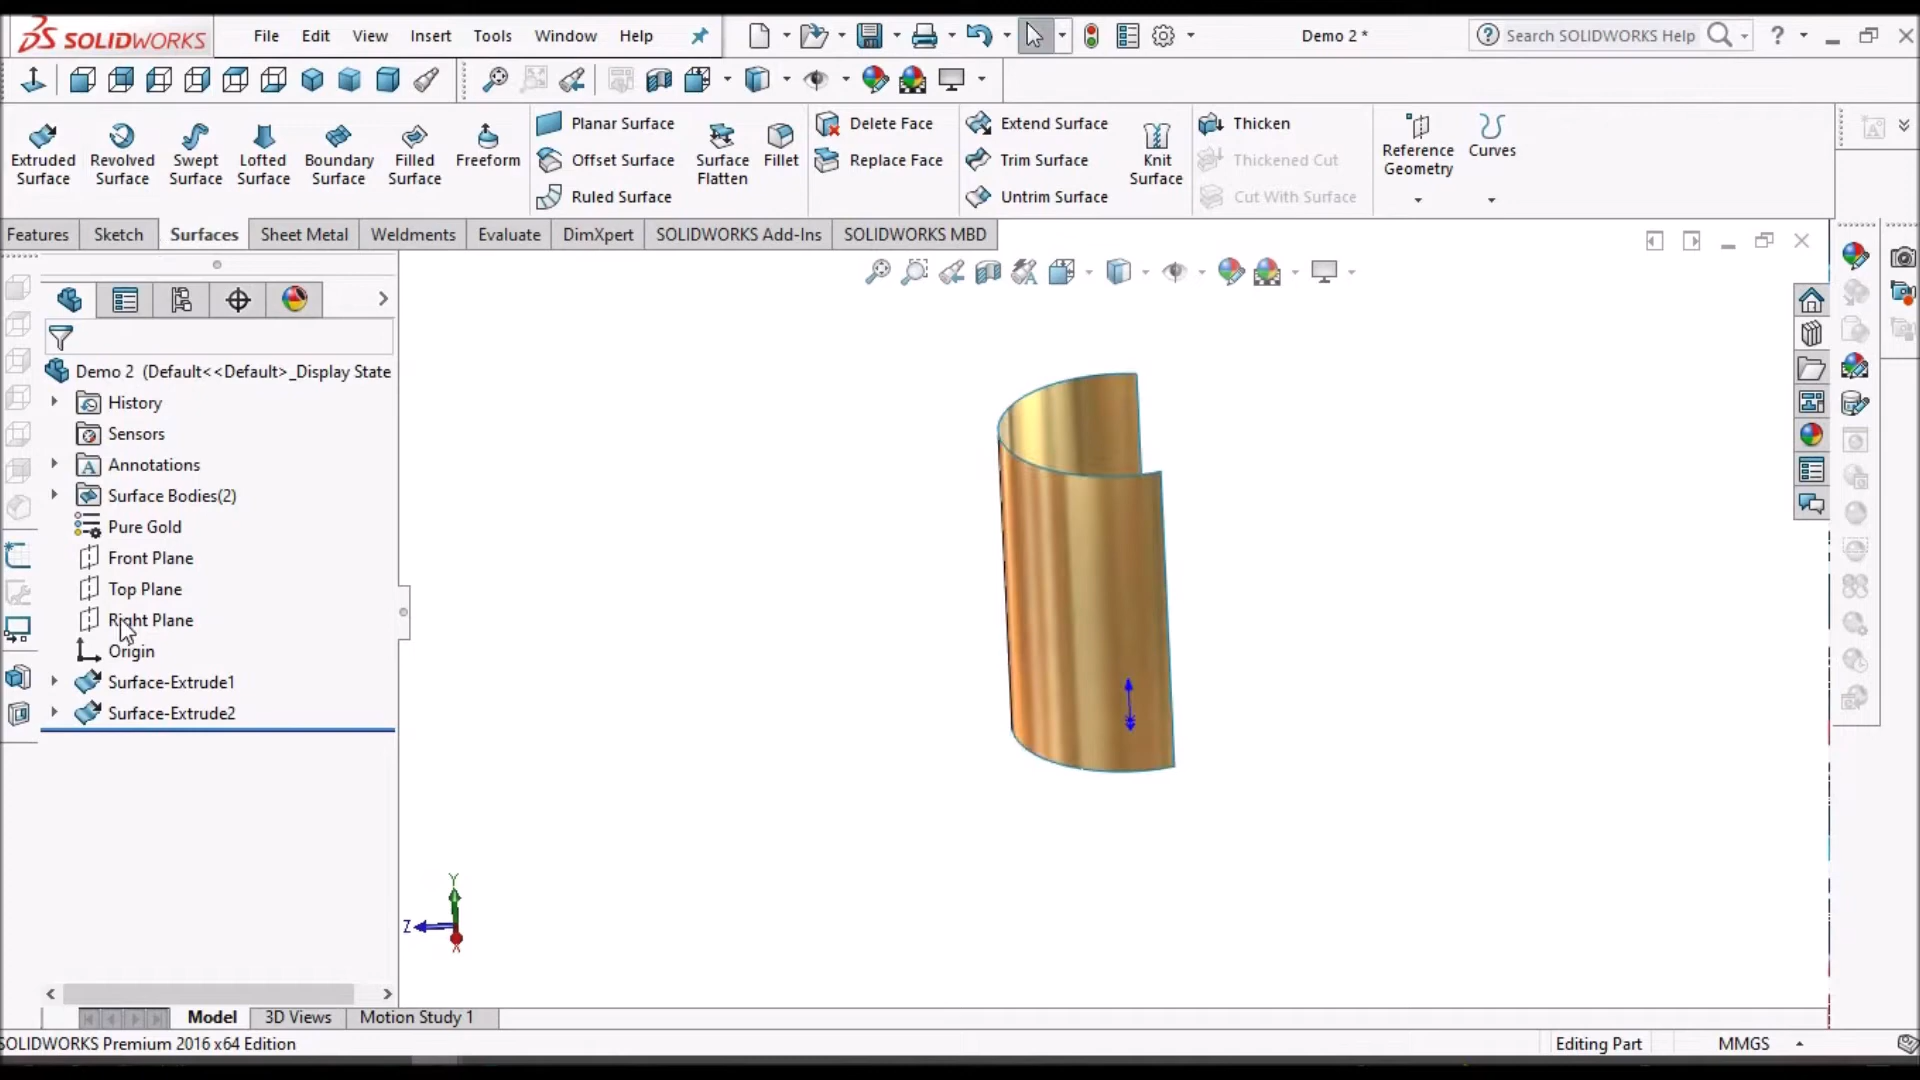 SOLIDWORKS File Edit View Insert Tools Window Help Demo 2 * Search SOLIDWORKS Help ?
Extruded Surface
Revolved Surface
Swept Surface
Lofted Surface
Boundary Surface
Filled Surface
Freeform
Planar Surface
Offset Surface
Ruled Surface
Surface Flatten
Fillet
Delete Face
Replace Face
Extend Surface
Trim Surface
Untrim Surface
Knit Surface
Thicken
Thickened Cut
Cut With Surface
Reference Geometry
Curves
Features Sketch Surfaces Sheet Metal Weldments Evaluate DimXpert SOLIDWORKS Add-Ins SOLIDWORKS MBD
Demo 2 (Default<<Default>_Display State
History
Sensors
Annotations
Surface Bodies(2)
Pure Gold
Front Plane
Top Plane
Right Plane
Origin
Surface-Extrude1
Surface-Extrude2
Y
Z
X
Model 3D Views Motion Study 1
SOLIDWORKS Premium 2016 x64 Edition Editing Part MMGS